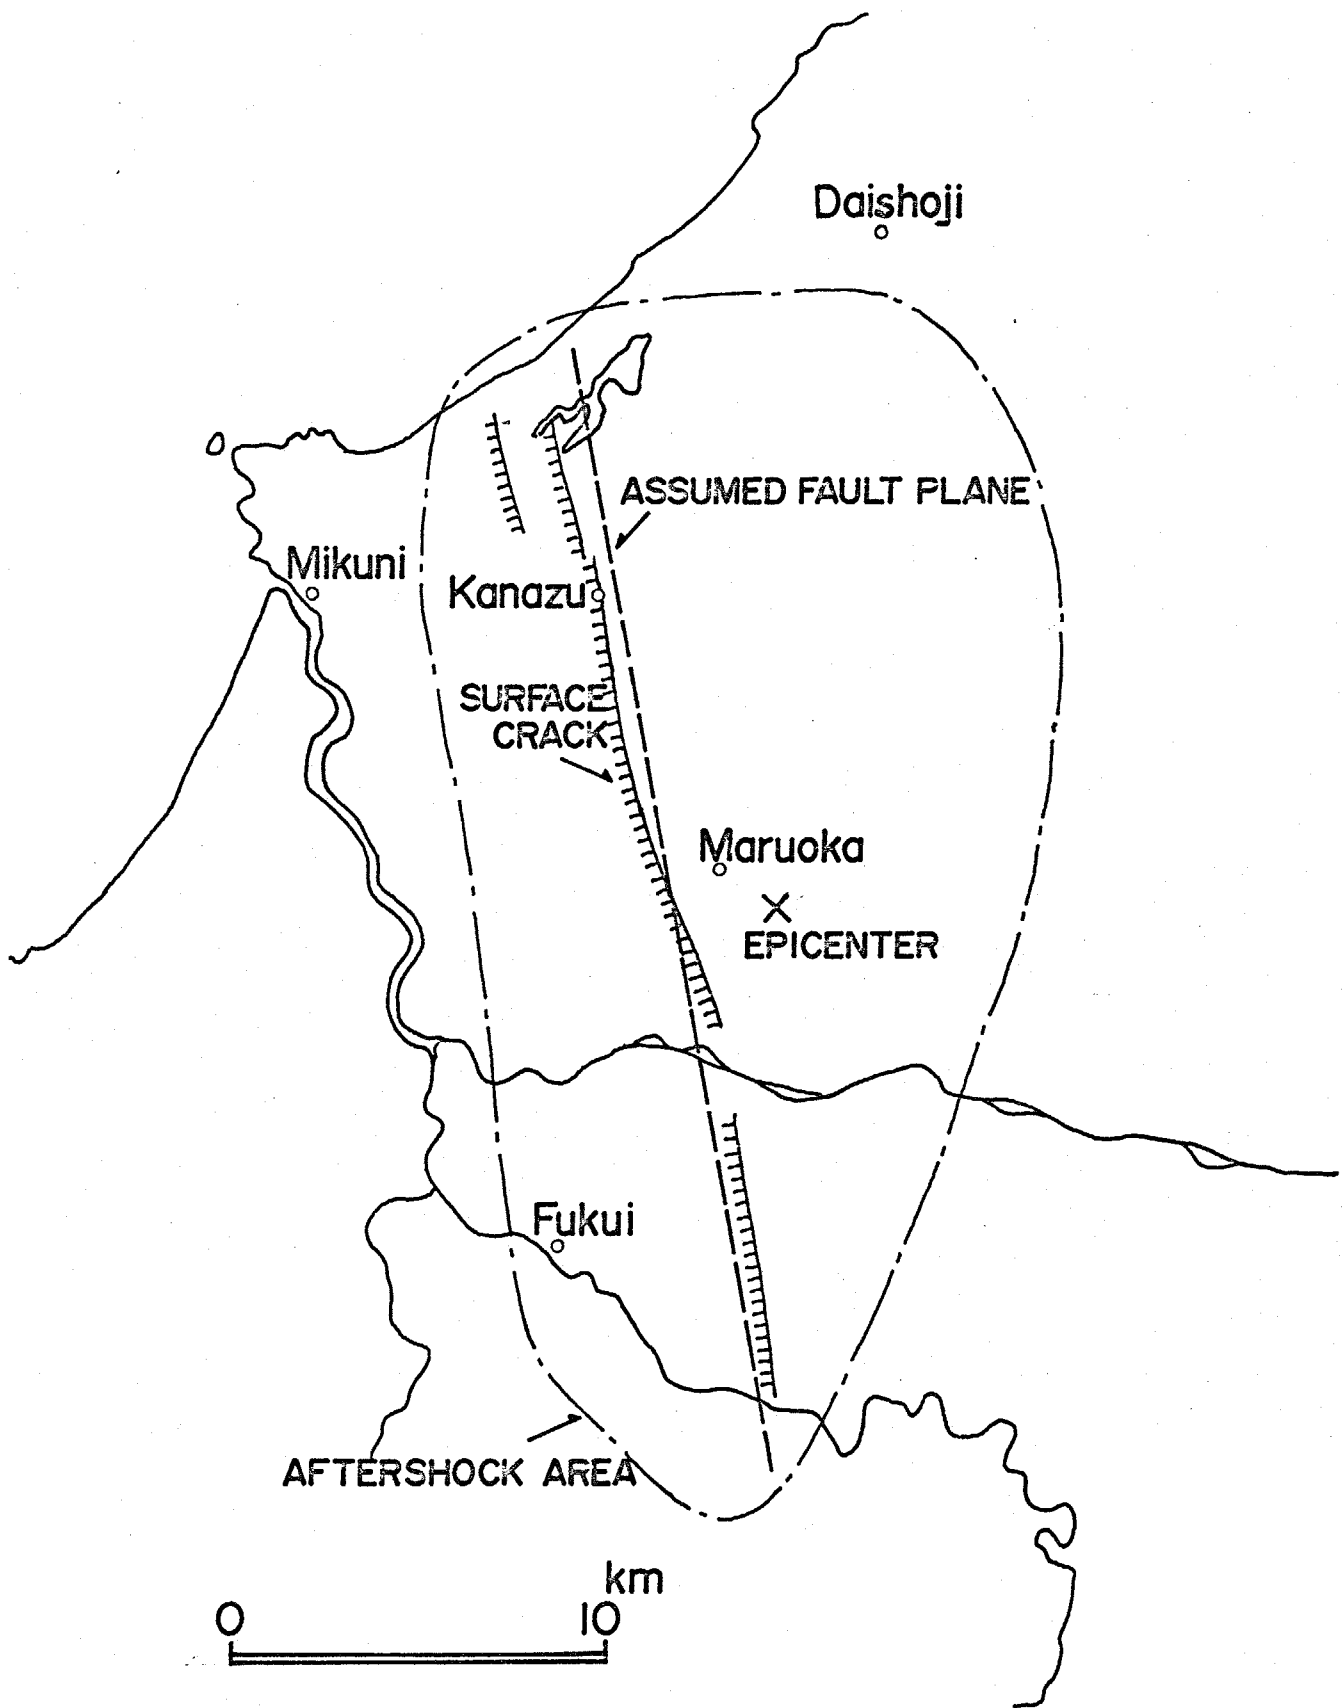 Daishoji
ASSUMED FAULT PLANE
Mikuni
Kanazu
SURFACE
CRACK
Maruoka
EPICENTER
Fukui
AFTERSHOCK AREA
km
0 10